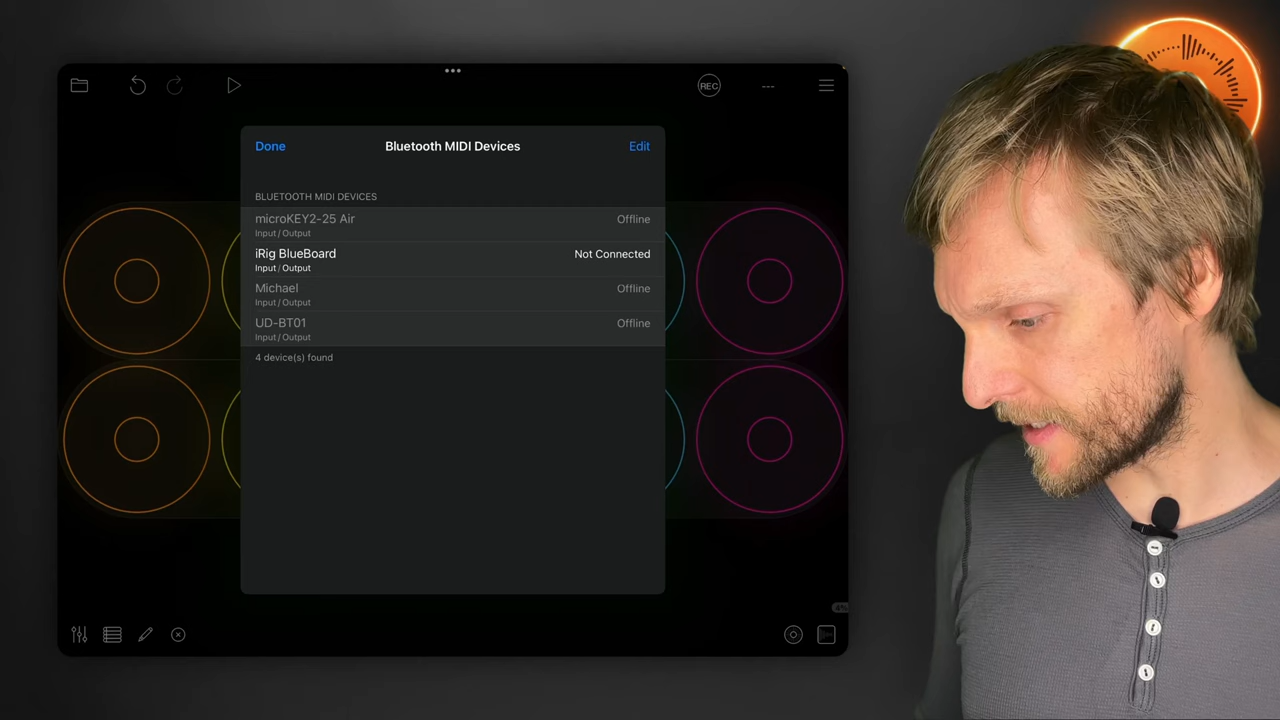 REC
---
Done
Bluetooth MIDI Devices
Edit
BLUETOOTH MIDI DEVICES
microKEY2-25 Air
Offline
Input / Output
iRig BlueBoard
Not Connected
Input / Output
Michael
Offline
Input / Output
UD-BT01
Offline
Input / Output
4 device(s) found